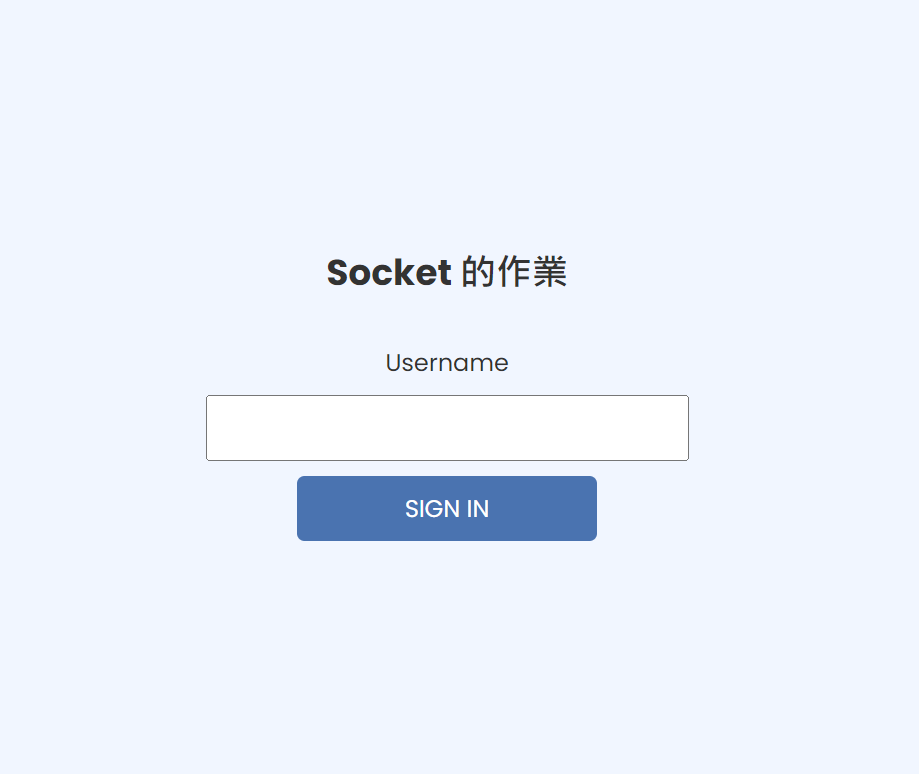 Socket 的作業
Username
SIGN IN